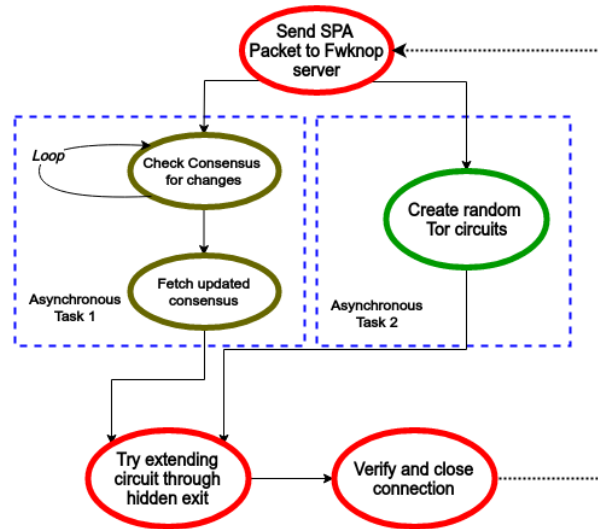 Send SPA
Packet to Fwknop
server
Loop
Check Consensus
for changes
Create random
Tor circuits
Fetch updated
consensus
Asynchronous
Task 1
Asynchronous
Task 2
Try extending
circuit through
hidden exit
Verify and close
connection